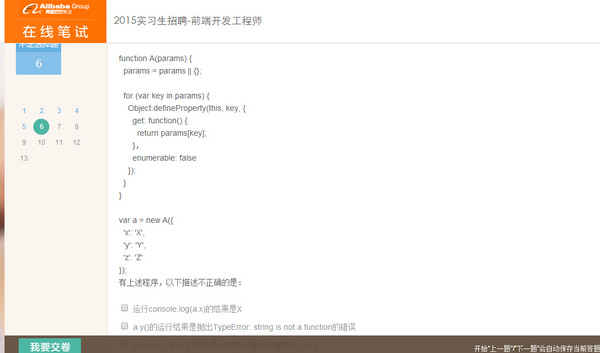 Alibaba Group
在线笔试
2015实习生招聘-前端开发工程师
不定选择题
6
1 2 3 4
5 6 7 8
9 10 11 12
13
function A(params) {
params = params || {};
for (var key in params) {
Object.defineProperty(this, key, {
get: function() {
return params[key];
},
enumerable: false
});
}
}
var a = new A({
'x': 'X',
'y': 'Y',
'z': 'Z'
});
有上述程序，以下描述不正确的是：
运行console.log(a.x)的结果是X
a.y()的运行结果是抛出TypeError: string is not a function的错误
我要交卷
开始"上一题"/"下一题"会自动保存当前答题